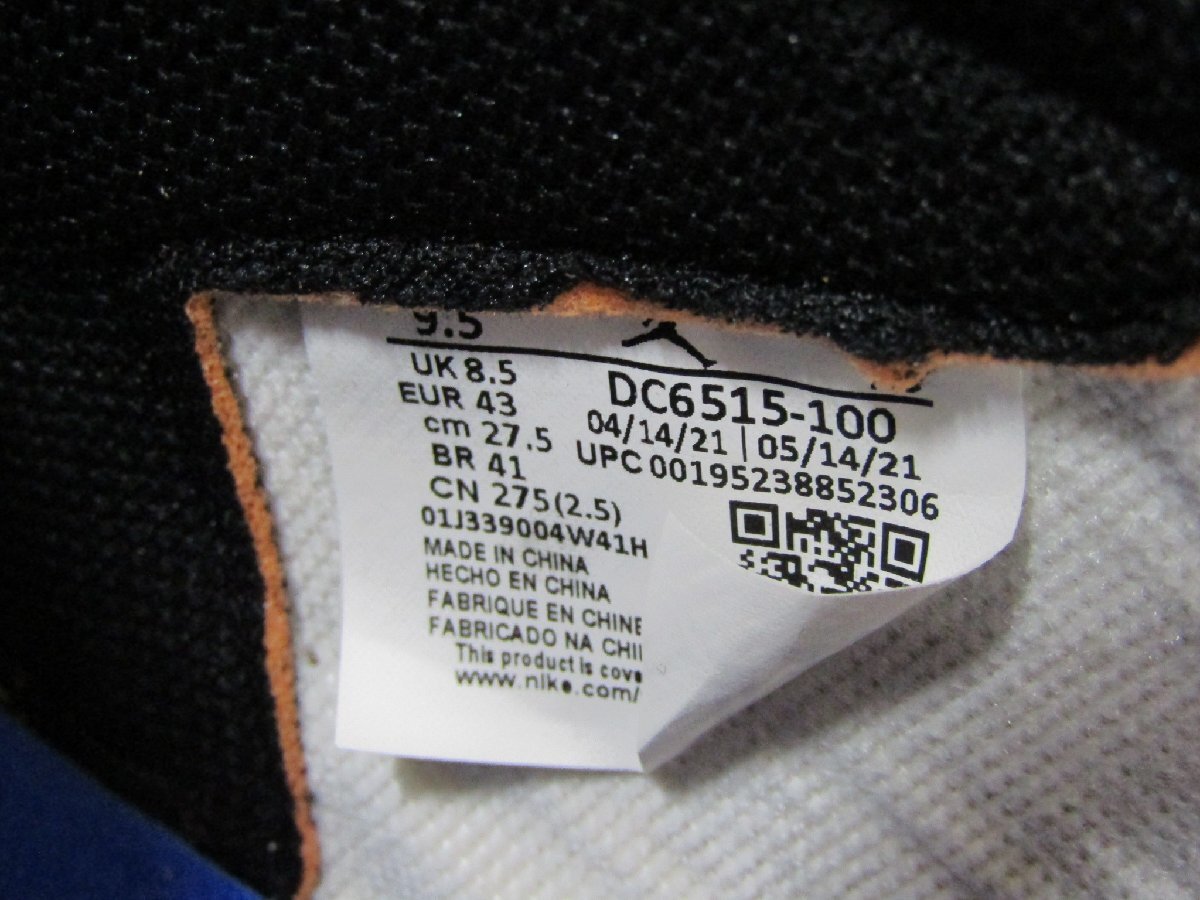 9.5
UK 8.5
EUR 43
cm 27.5
BR 41
CN 275(2.5)
01J339004W41H
MADE IN CHINA
HECHO EN CHINA
FABRIQUE EN CHINE
FABRICADO NA CHI
This product is cove
www.nike.com/
DC6515-100
04/14/21 | 05/14/21
UPC 00195238852306